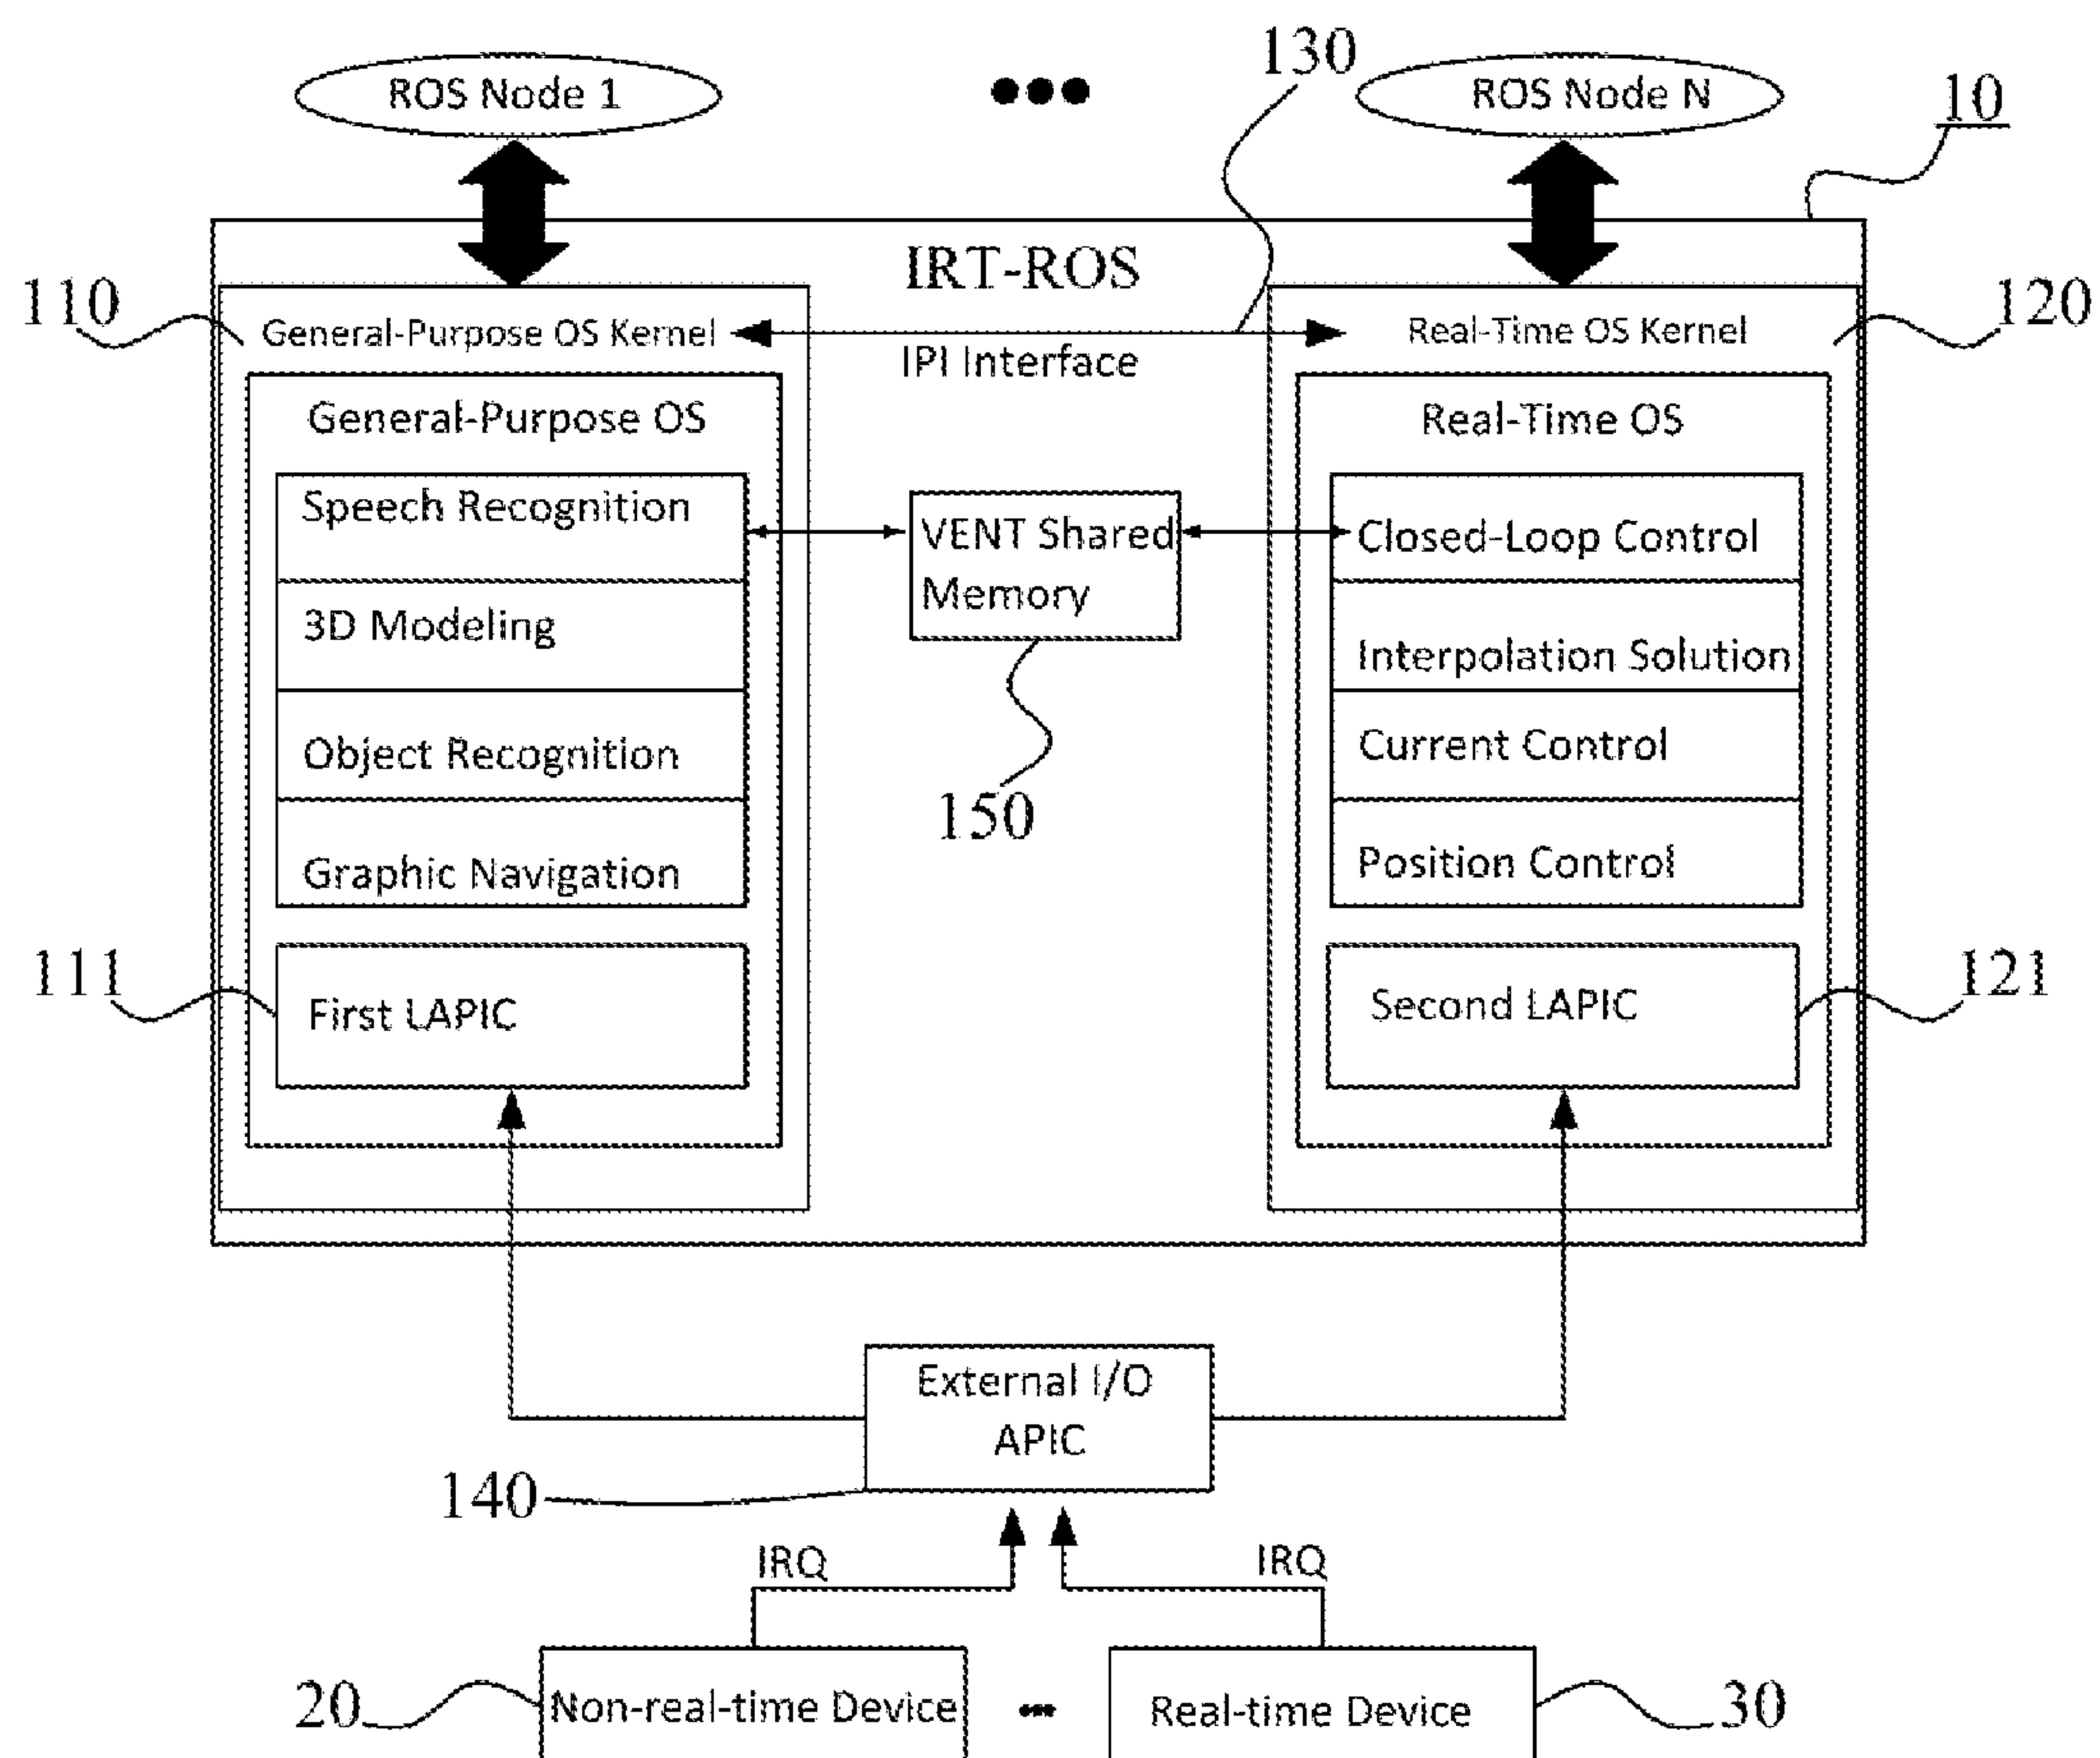 130
ROS Node 1
ROS Node N
10
IRT-ROS
110
General-Purpose OS Kernel
IPI Interface
Real-Time OS Kernel
120
General-Purpose OS
Speech Recognition
3D Modeling
Object Recognition
Graphic Navigation
VENT Shared
Memory
150
Real-Time OS
Closed-Loop Control
Interpolation Solution
Current Control
Position Control
111
First LAPIC
Second LAPIC
121
External I/O
APIC
140
IRQ
IRQ
20
Non-real-time Device
Real-time Device
30